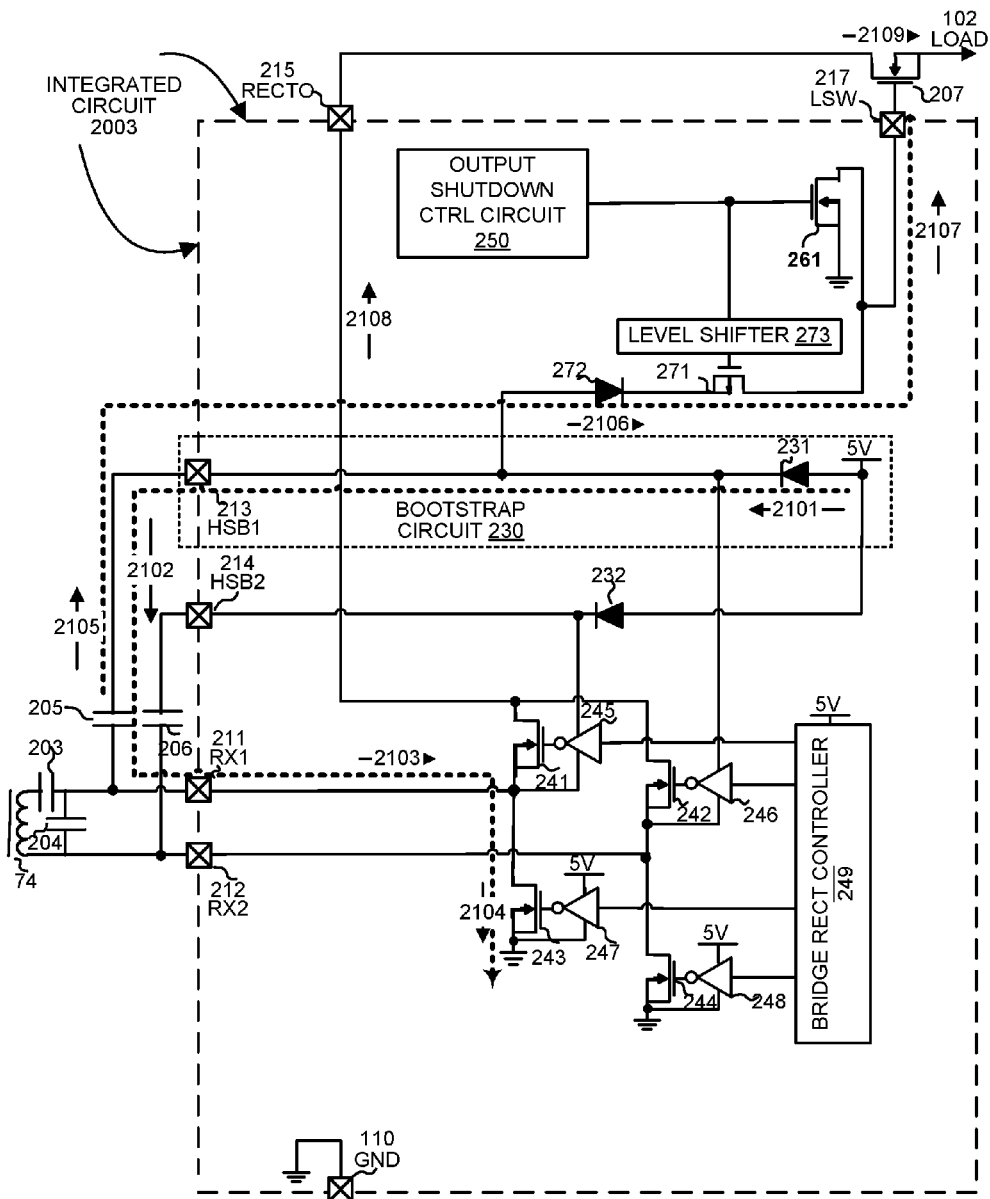 2109
102
LOAD
INTEGRATED
CIRCUIT
2003
215
RECTO
217
LSW
207
OUTPUT
SHUTDOWN
CTRL CIRCUIT
250
261
2107
2108
LEVEL SHIFTER 273
272
271
2106
231
5V
213
HSB1
BOOTSTRAP
CIRCUIT 230
2101
2102
214
HSB2
232
2105
205
206
203
211
RX1
2103
245
5V
241
242
246
204
74
212
RX2
5V
2104
243
247
5V
244
248
BRIDGE RECT CONTROLLER
249
110
GND